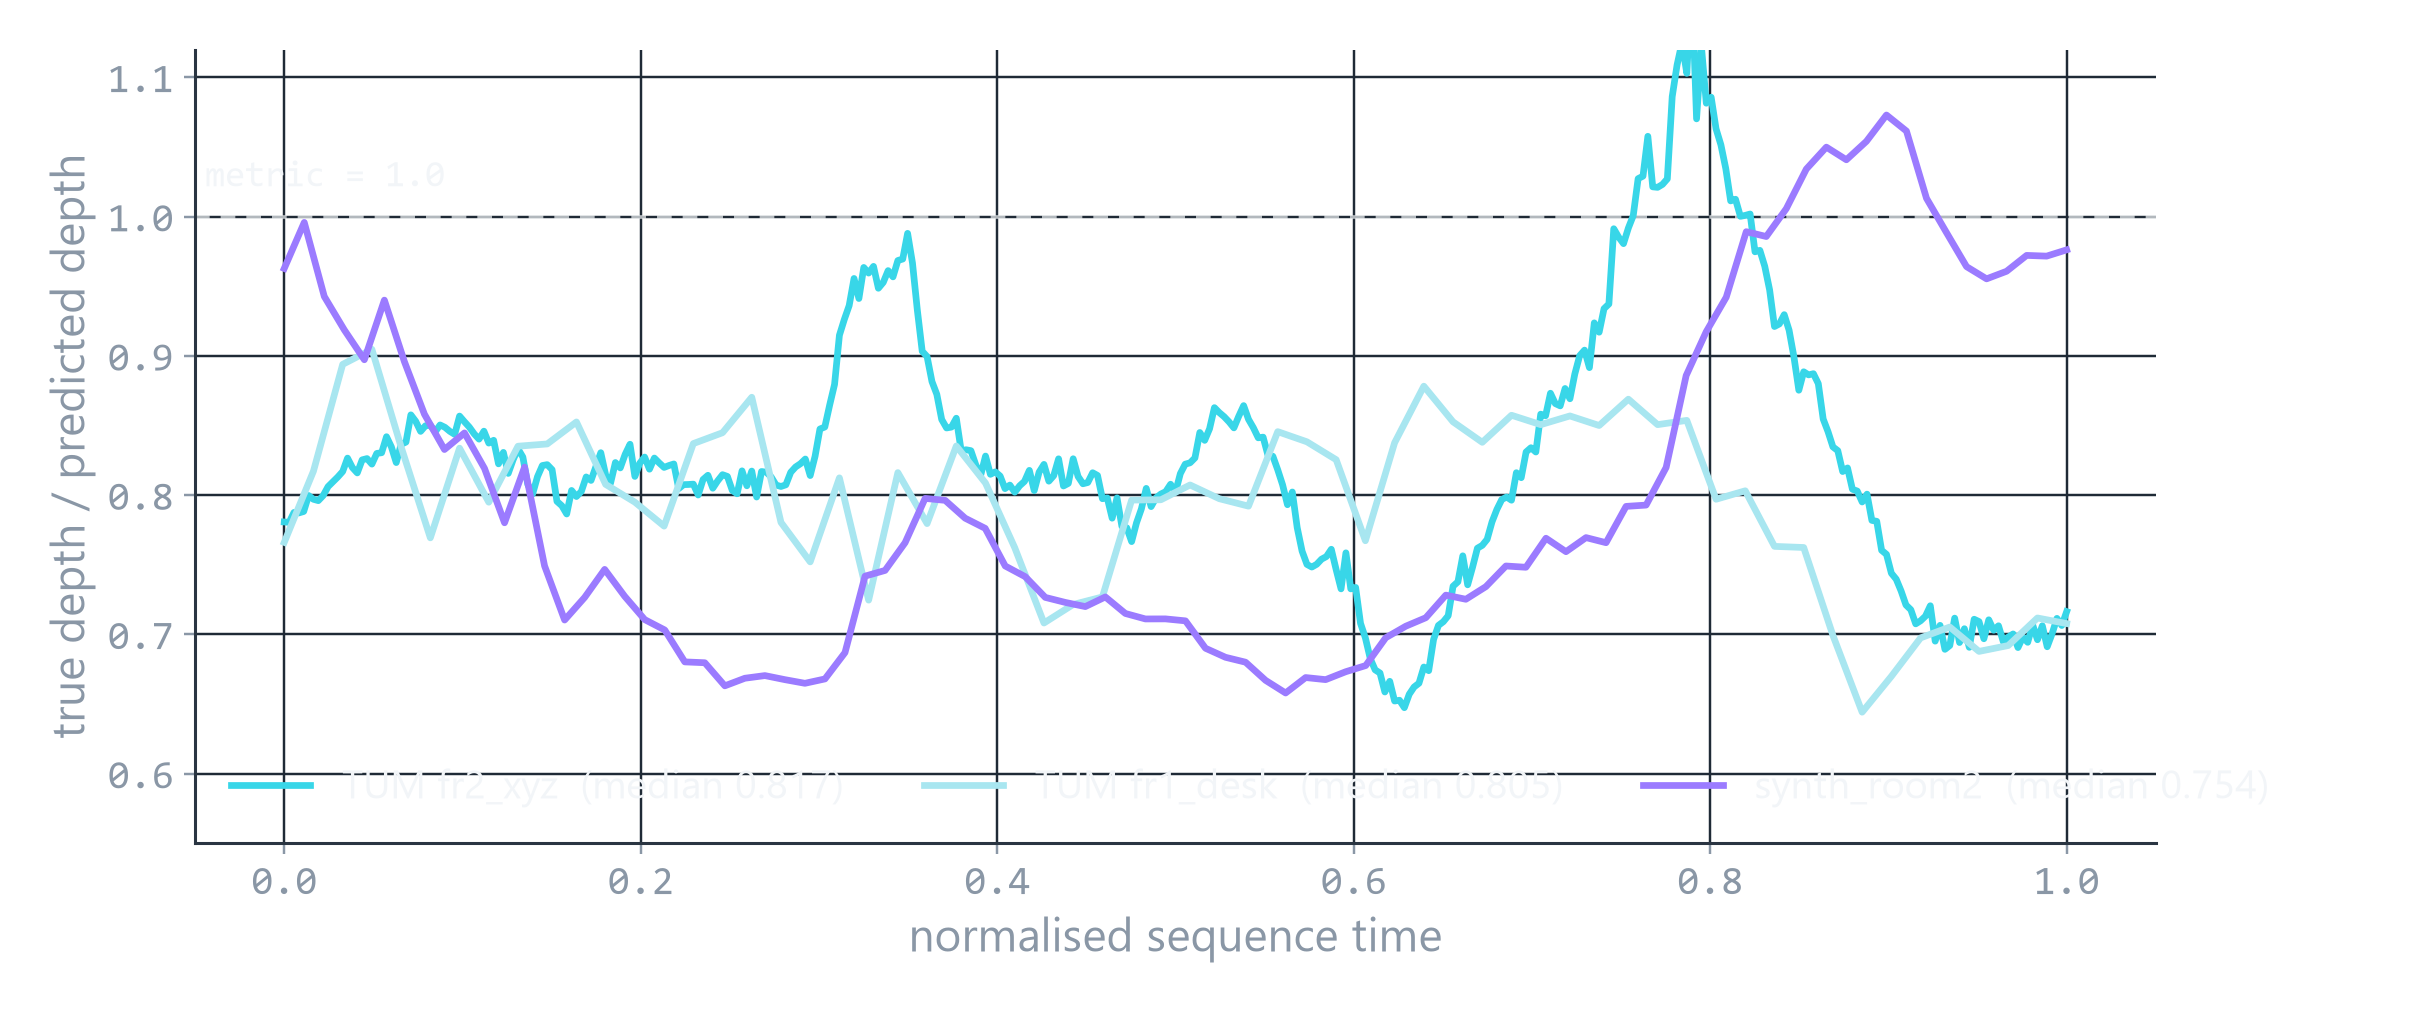 true depth / predicted depth
1.1
metric = 1.0
1.0
0.9
0.8
0.7
0.6
TUM fr2_xyz (median 0.817)
TUM fr1_desk (median 0.805)
synth_room2 (median 0.754)
0.0 0.2 0.4 0.6 0.8 1.0
normalised sequence time